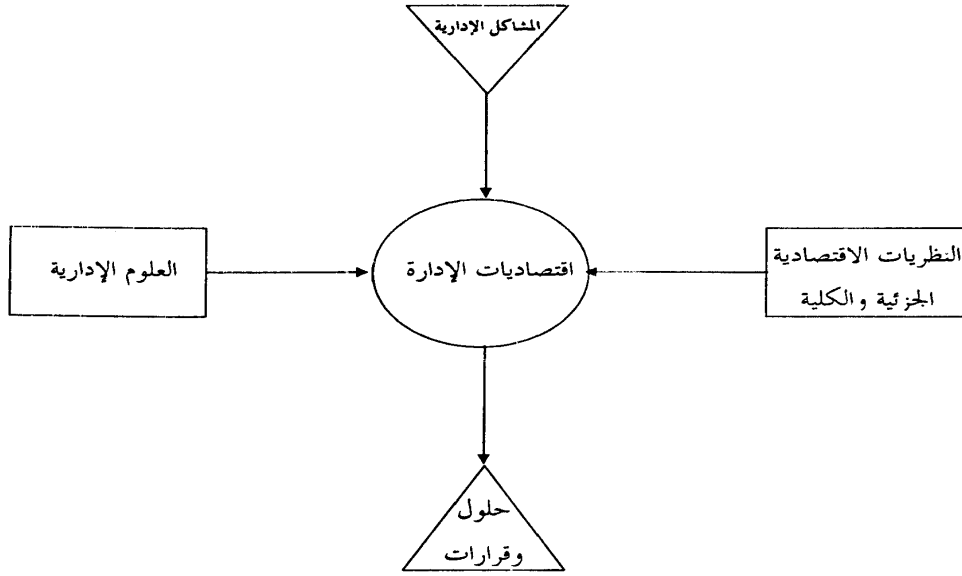 المشاكل الإدارية
النظريات الاقتصادية
الجزئية والكلية
اقتصاديات الإدارة
العلوم الإدارية
حلول
وقرارات